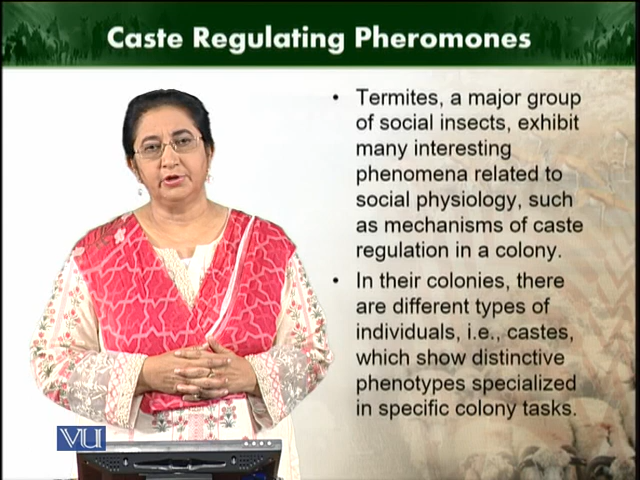 Caste Regulating Pheromones
• Termites, a major group
of social insects, exhibit
many interesting
phenomena related to
social physiology, such
as mechanisms of caste
regulation in a colony.
• In their colonies, there
are different types of
individuals, i.e., castes,
which show distinctive
phenotypes specialized
in specific colony tasks.
VU